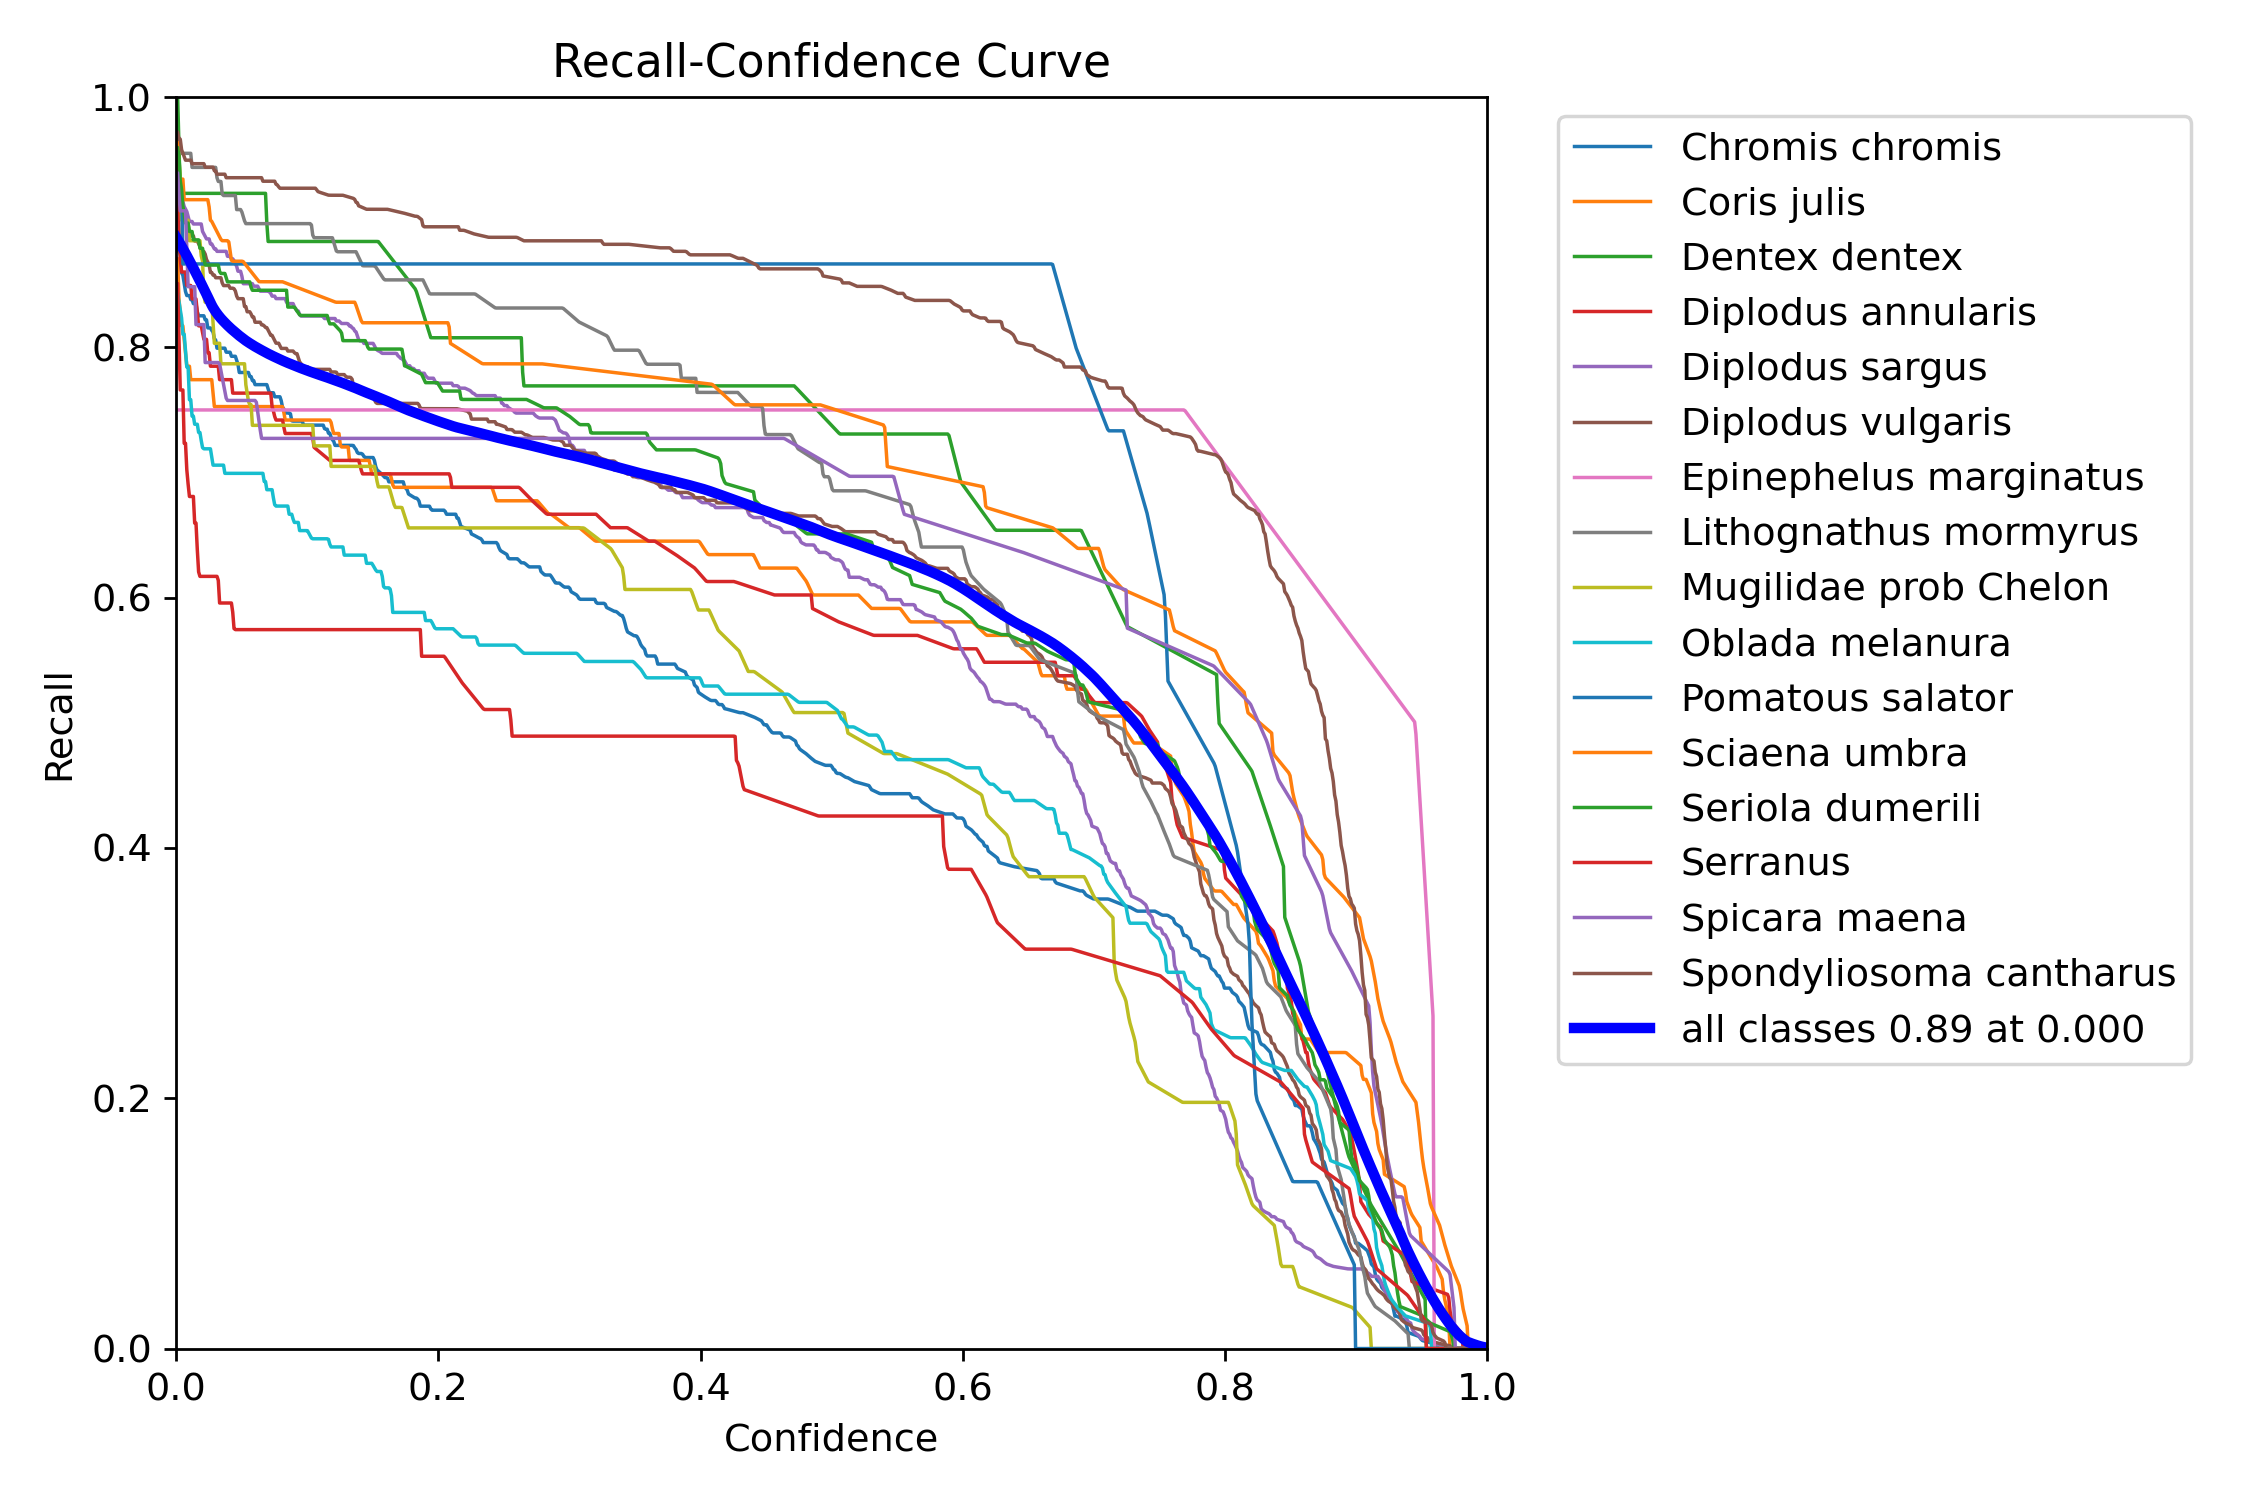 Recall-Confidence Curve
1.0
0.8
0.6
0.4
0.2
0.0
Recall
0.0 0.2 0.4 0.6 0.8 1.0
Confidence
Chromis chromis
Coris julis
Dentex dentex
Diplodus annularis
Diplodus sargus
Diplodus vulgaris
Epinephelus marginatus
Lithognathus mormyrus
Mugilidae prob Chelon
Oblada melanura
Pomatous salator
Sciaena umbra
Seriola dumerili
Serranus
Spicara maena
Spondyliosoma cantharus
all classes 0.89 at 0.000